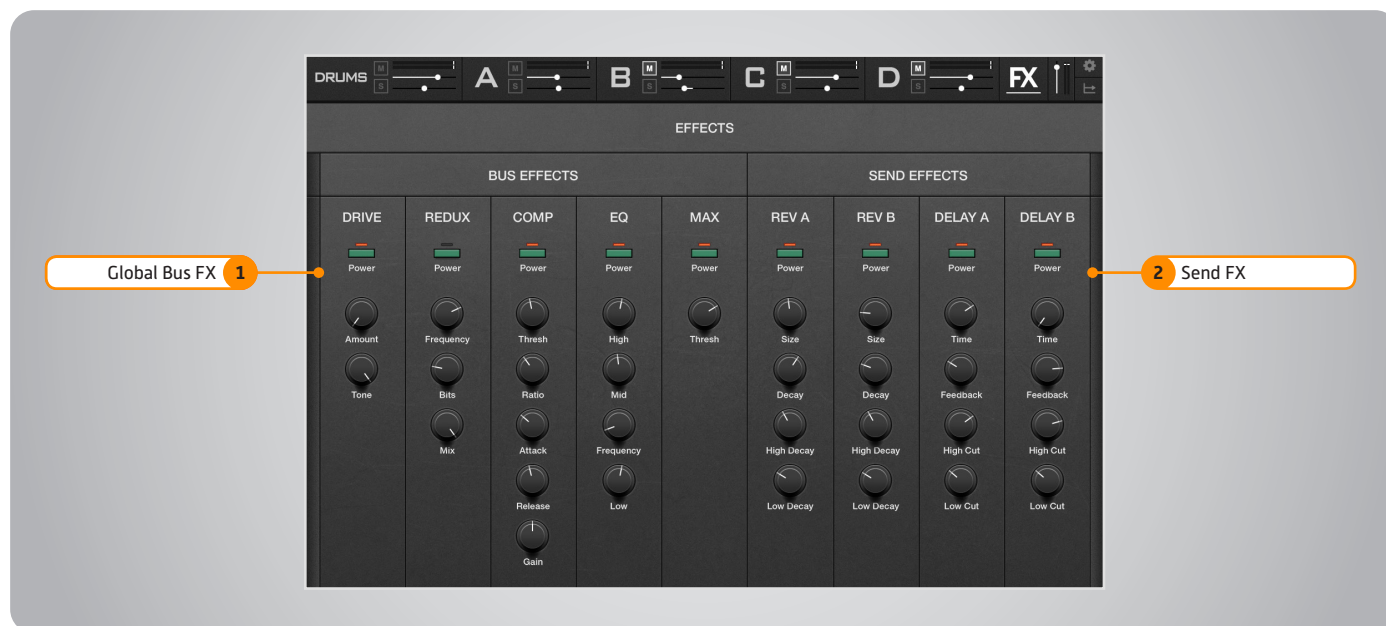 DRUMS M S A M S B M S C M S D M S FX
EFFECTS
BUS EFFECTS SEND EFFECTS
DRIVE REDUX COMP EQ MAX REV A REV B DELAY A DELAY B
Power Power Power Power Power Power Power Power Power
Global Bus FX 1 2 Send FX
Amount Frequency Thresh High Thresh Size Size Time Time
Tone Bits Ratio Mid Decay Decay Feedback Feedback
Mix Attack Frequency High Decay High Decay High Cut High Cut
Release Low Low Decay Low Decay Low Cut Low Cut
Gain